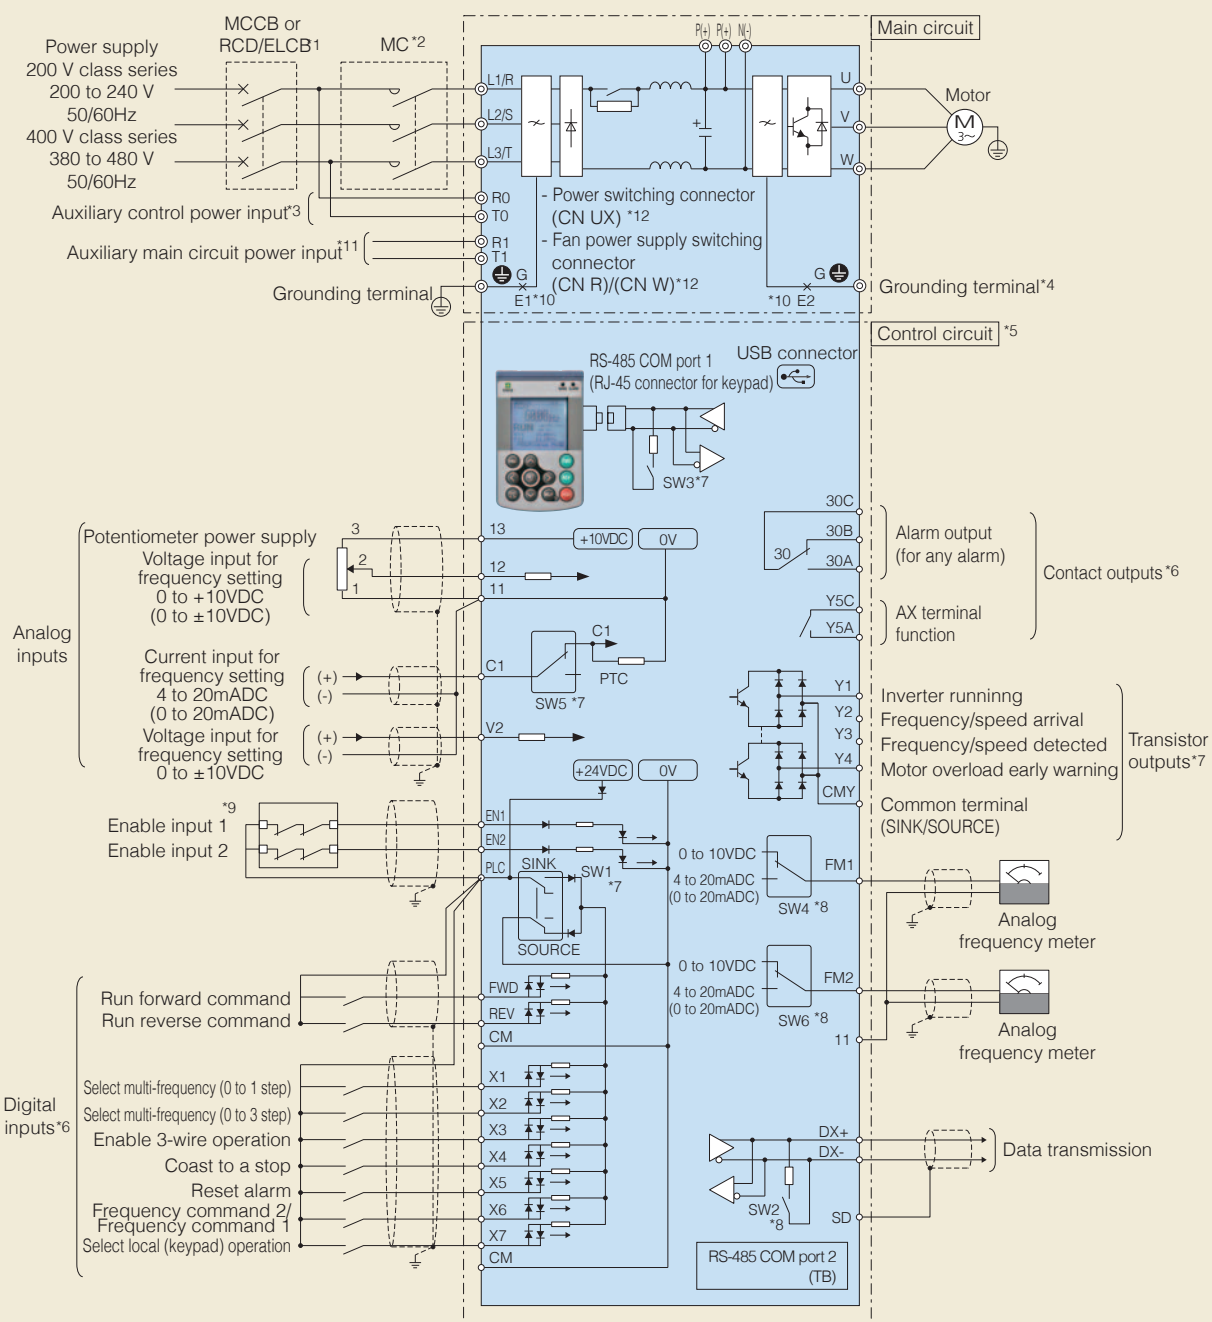 MCCB or
RCD/ELCB*1
MC*2
P(+) P(+) N(-)
Main circuit
Power supply
200 V class series
200 to 240 V
50/60Hz
400 V class series
380 to 480 V
50/60Hz
L1/R
L2/S
L3/T
U
V
W
Motor
M
3~
+
Auxiliary control power input*3
R0
T0
- Power switching connector
(CN UX) *12
Auxiliary main circuit power input*11
R1
T1
- Fan power supply switching
connector
(CN R)/(CN W)*12
Grounding terminal
G
E1*10
G
*10 E2
Grounding terminal*4
Control circuit *5
RS-485 COM port 1
(RJ-45 connector for keypad)
USB connector
SW3*7
Analog
inputs
Potentiometer power supply
Voltage input for
frequency setting
0 to +10VDC
(0 to ±10VDC)
3
2
1
13
12
11
+10VDC
0V
Current input for
frequency setting
4 to 20mADC
(0 to 20mADC)
(+)
(-)
C1
C1
PTC
SW5 *7
Voltage input for
frequency setting
0 to ±10VDC
(+)
(-)
V2
+24VDC
0V
30C
30B
30
30A
Alarm output
(for any alarm)
Contact outputs*6
Y5C
Y5A
AX terminal
function
Y1
Y2
Y3
Y4
CMY
Inverter running
Frequency/speed arrival
Frequency/speed detected
Motor overload early warning
Common terminal
(SINK/SOURCE)
Transistor
outputs*7
*9
Enable input 1
Enable input 2
EN1
EN2
PLC
SINK
SW1
*7
SOURCE
0 to 10VDC
4 to 20mADC
(0 to 20mADC)
SW4 *8
FM1
Analog
frequency meter
0 to 10VDC
4 to 20mADC
(0 to 20mADC)
SW6 *8
FM2
11
Analog
frequency meter
Digital
inputs*6
Run forward command
Run reverse command
FWD
REV
CM
Select multi-frequency (0 to 1 step)
Select multi-frequency (0 to 3 step)
Enable 3-wire operation
Coast to a stop
Reset alarm
Frequency command 2/
Frequency command 1
Select local (keypad) operation
X1
X2
X3
X4
X5
X6
X7
CM
DX+
DX-
SD
SW2
*8
Data transmission
RS-485 COM port 2
(TB)